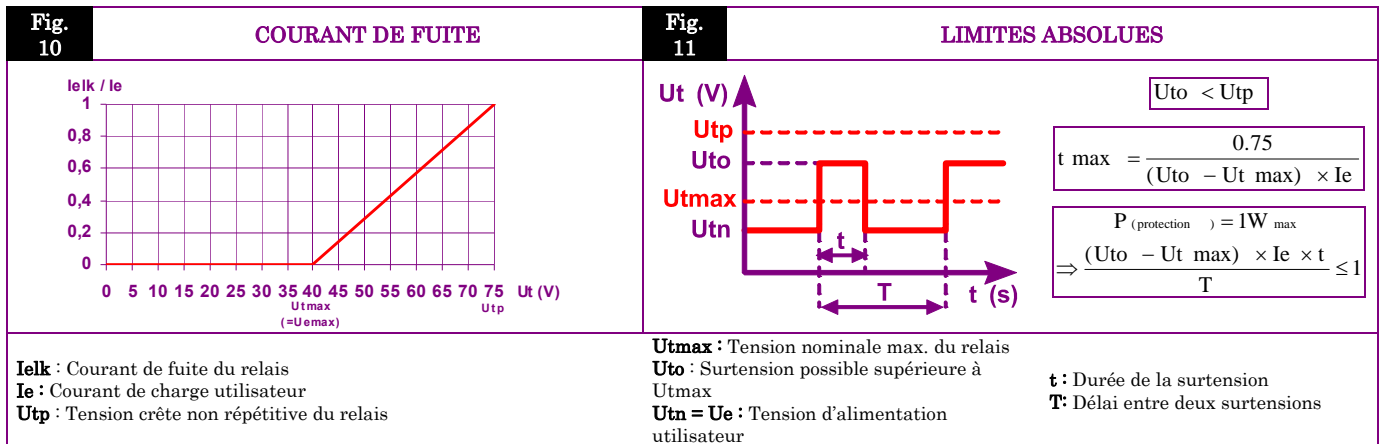 Fig. 10
COURANT DE FUITE
Ielk / Ie
1
0,8
0,6
0,4
0,2
0
0 5 10 15 20 25 30 35 40 45 50 55 60 65 70 75 Ut (V)
Utmax
(=Uemax)
Utp
Ielk : Courant de fuite du relais
Ie : Courant de charge utilisateur
Utp : Tension crête non répétitive du relais
Fig. 11
LIMITES ABSOLUES
Ut (V)
Utp
Uto
Utmax
Utn
t
T
t (s)
Uto < Utp
t max = 0.75 / (Uto – Ut max) × Ie
P (protection ) = 1W max
⇒ (Uto – Ut max) × Ie × t / T ≤ 1
Utmax : Tension nominale max. du relais
Uto : Surtension possible supérieure à
Utmax
Utn = Ue : Tension d'alimentation
utilisateur
t : Durée de la surtension
T: Délai entre deux surtensions